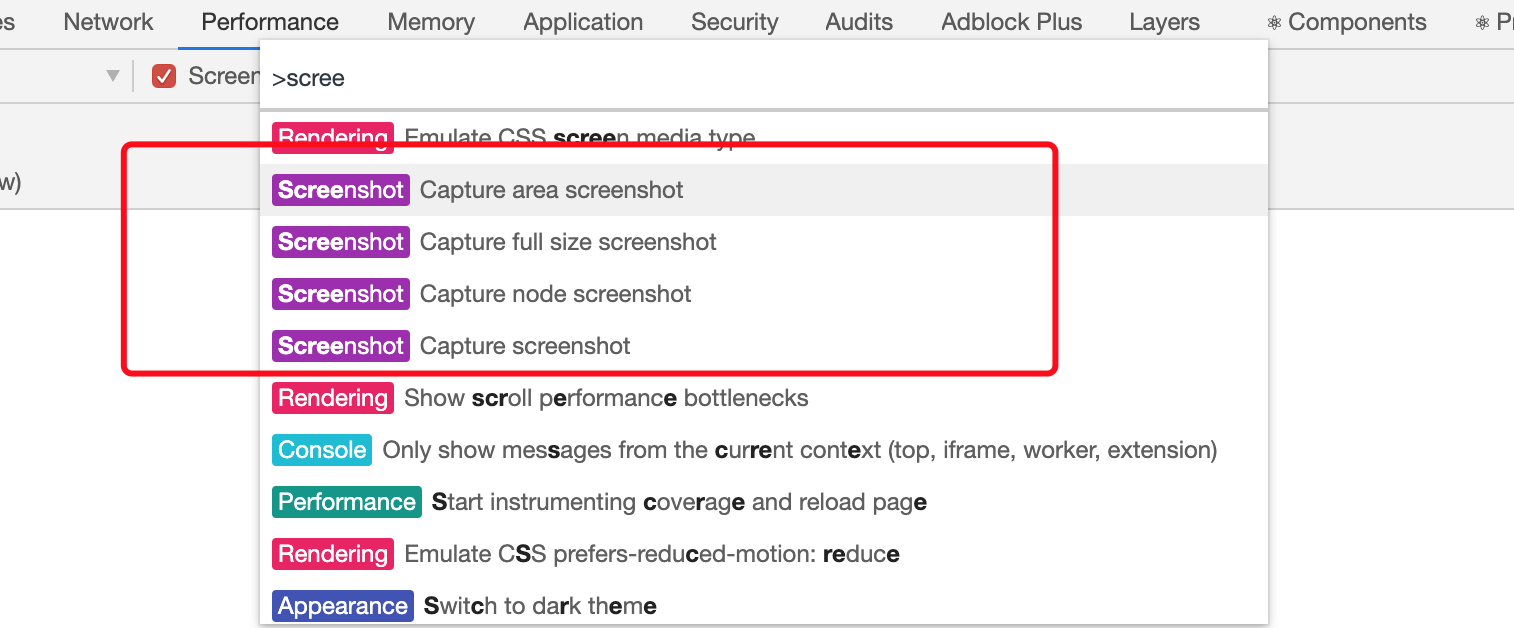 es Network Performance Memory Application Security Audits Adblock Plus Layers ⚛ Components ⚛ Pr
Screen
>scree
Rendering Emulate CSS screen media type
w)
Screenshot Capture area screenshot
Screenshot Capture full size screenshot
Screenshot Capture node screenshot
Screenshot Capture screenshot
Rendering Show scroll performance bottlenecks
Console Only show messages from the current context (top, iframe, worker, extension)
Performance Start instrumenting coverage and reload page
Rendering Emulate CSS prefers-reduced-motion: reduce
Appearance Switch to dark theme